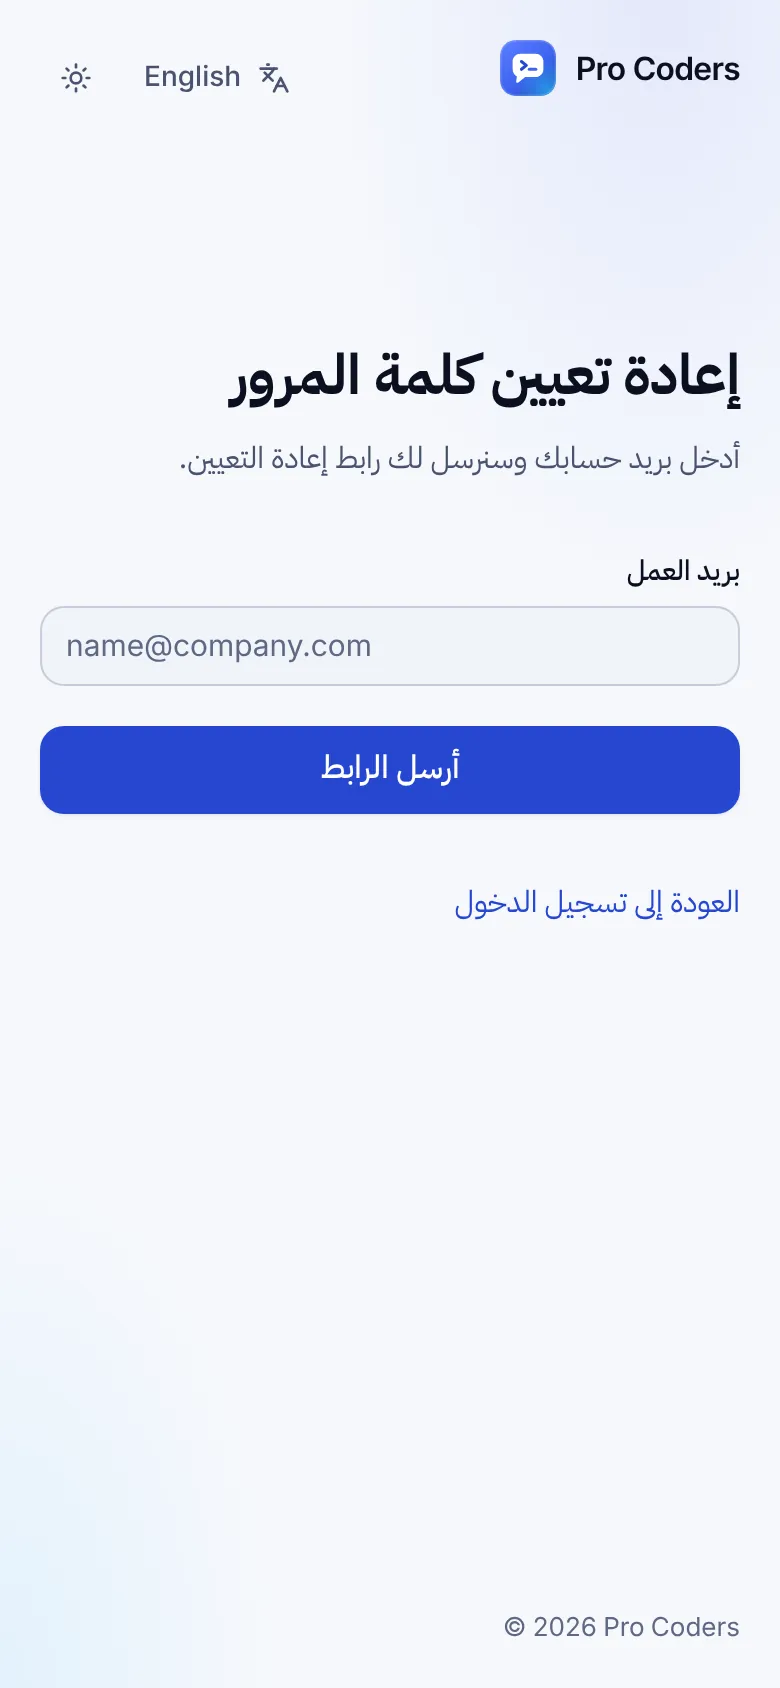 Pro Coders
English
إعادة تعيين كلمة المرور
أدخل بريد حسابك وسنرسل لك رابط إعادة التعيين.
بريد العمل
name@company.com
أرسل الرابط
العودة إلى تسجيل الدخول
© 2026 Pro Coders